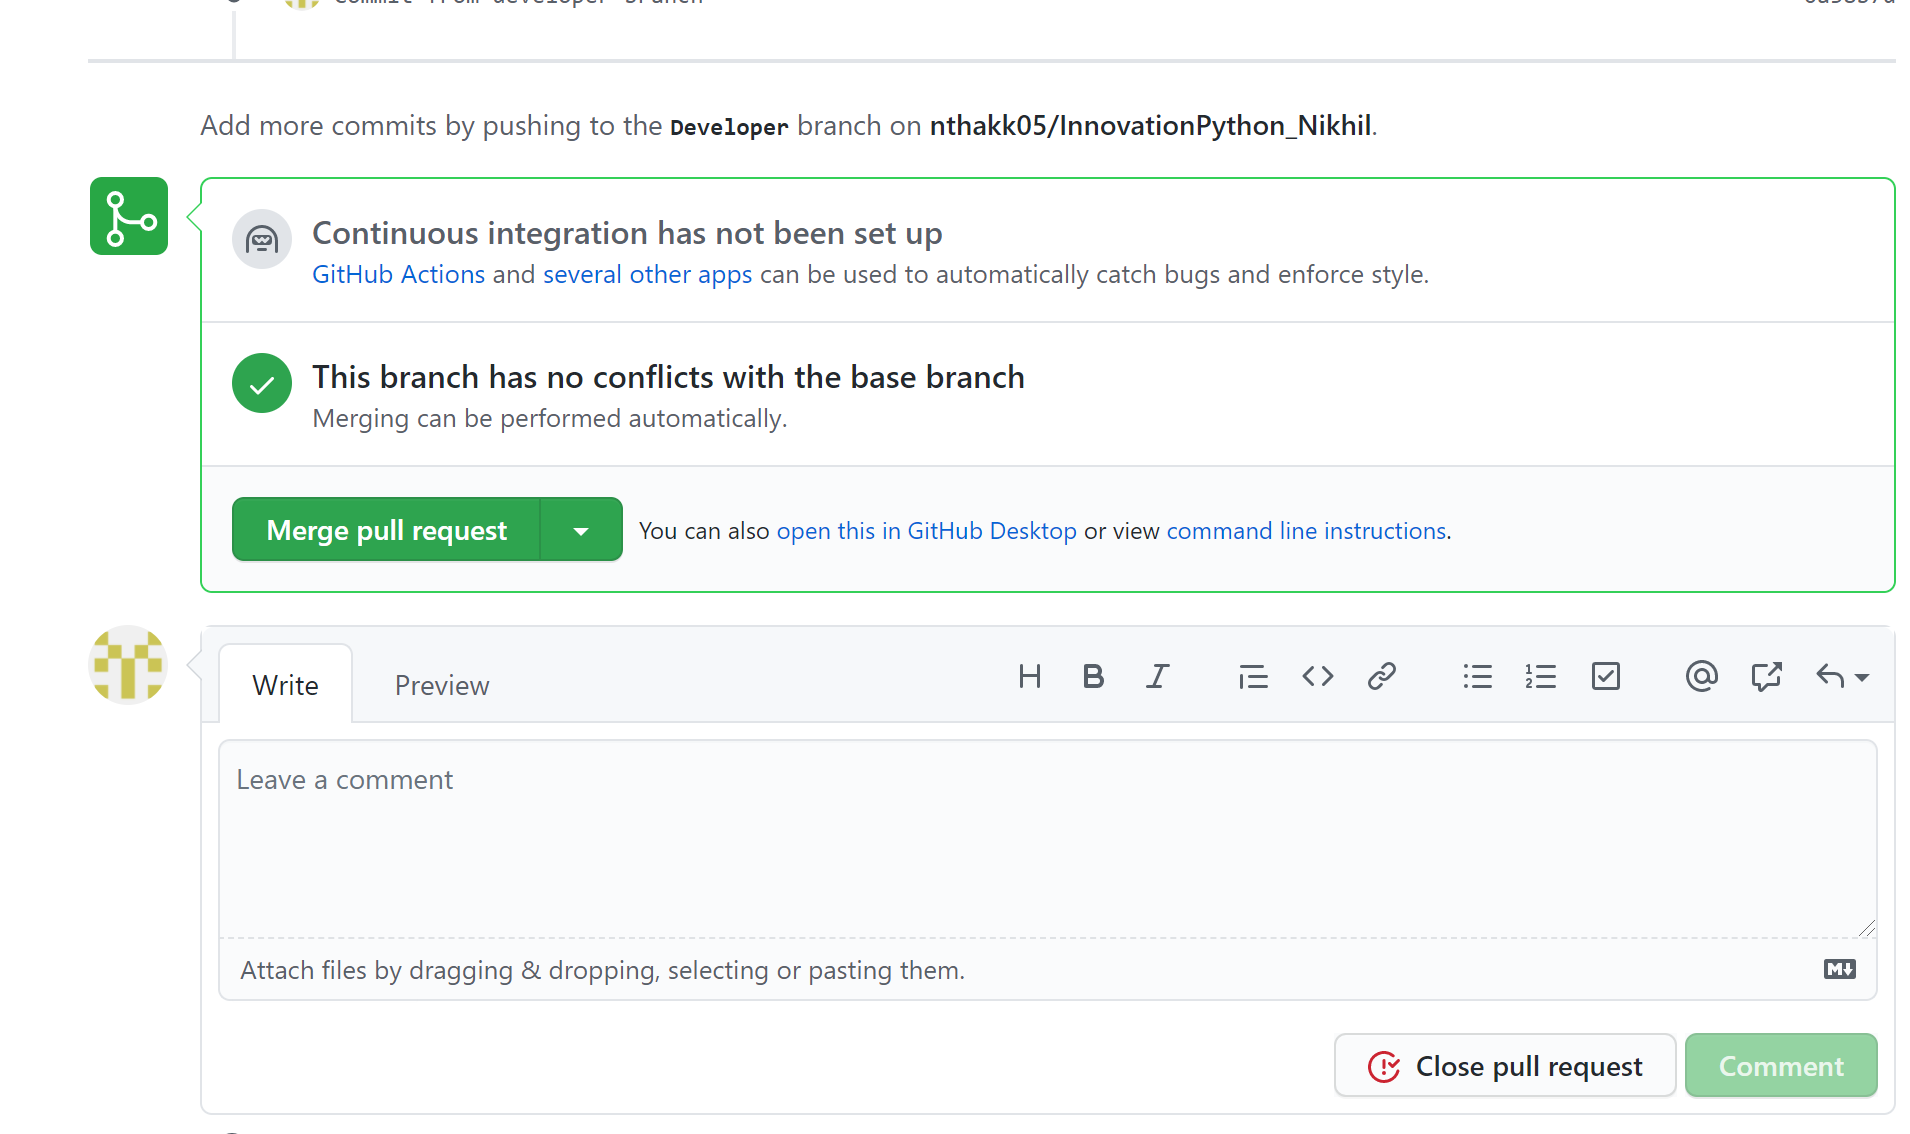 Commit from developer branch
Add more commits by pushing to the Developer branch on nthakk05/InnovationPython_Nikhil.
Continuous integration has not been set up
GitHub Actions and several other apps can be used to automatically catch bugs and enforce style.
This branch has no conflicts with the base branch
Merging can be performed automatically.
Merge pull request
You can also open this in GitHub Desktop or view command line instructions.
Write
Preview
Leave a comment
Attach files by dragging & dropping, selecting or pasting them.
Close pull request
Comment